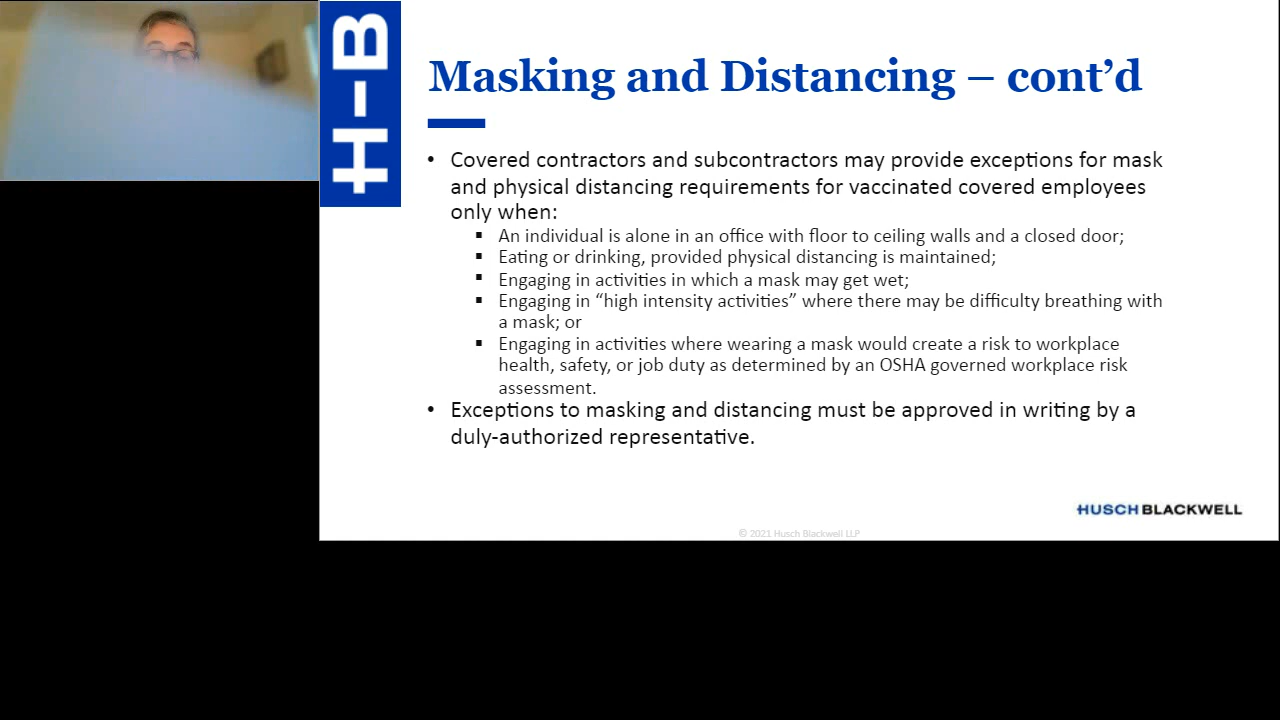 H-B
Masking and Distancing – cont’d
• Covered contractors and subcontractors may provide exceptions for mask
and physical distancing requirements for vaccinated covered employees
only when:
▪ An individual is alone in an office with floor to ceiling walls and a closed door;
▪ Eating or drinking, provided physical distancing is maintained;
▪ Engaging in activities in which a mask may get wet;
▪ Engaging in “high intensity activities” where there may be difficulty breathing with
a mask; or
▪ Engaging in activities where wearing a mask would create a risk to workplace
health, safety, or job duty as determined by an OSHA governed workplace risk
assessment.
• Exceptions to masking and distancing must be approved in writing by a
duly-authorized representative.
HUSCH BLACKWELL
© 2021 Husch Blackwell LLP